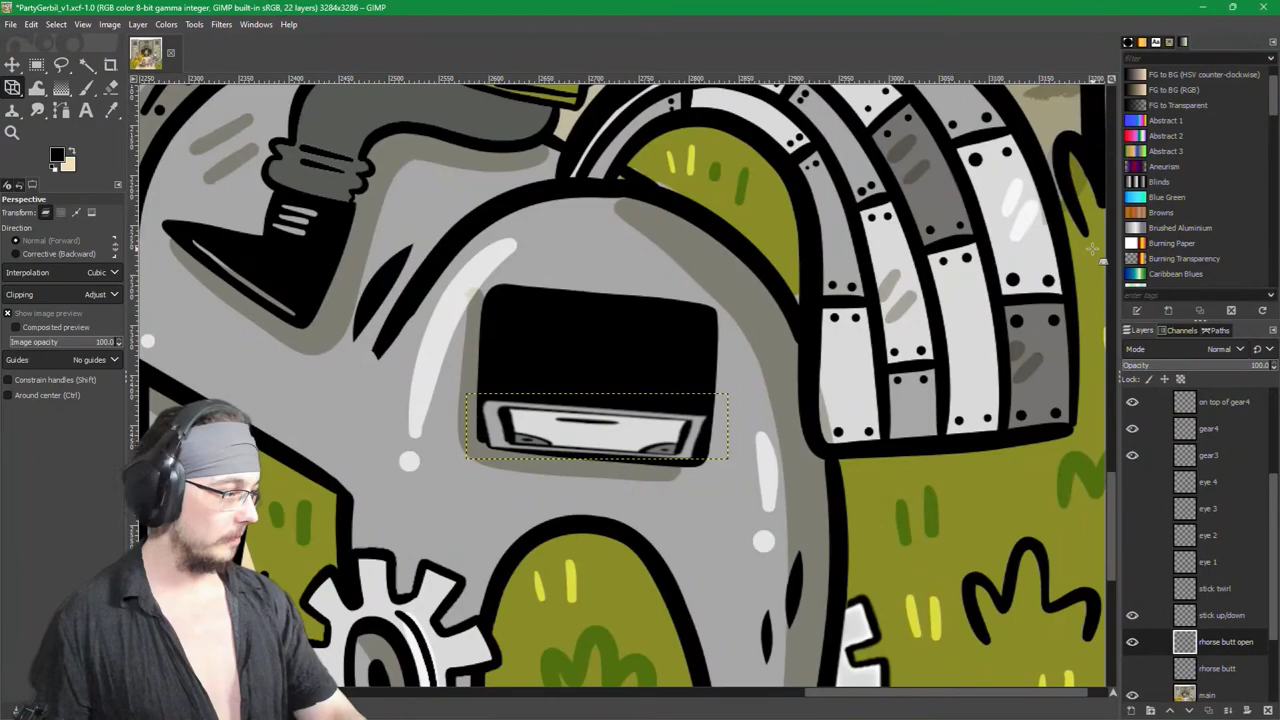 *PartyGerbil_v1.xcf-1.0 (RGB color 8-bit gamma integer, GIMP built-in sRGB, 22 layers) 3284x3286 – GIMP
File Edit Select View Image Layer Colors Tools Filters Windows Help
filter
FG to BG (HSV counter-clockwise)
FG to BG (RGB)
FG to Transparent
Abstract 1
Abstract 2
Abstract 3
Aneurism
Blinds
Blue Green
Browns
Brushed Aluminium
Burning Paper
Burning Transparency
Caribbean Blues
enter tags
Perspective
Transform:
Direction
Normal (Forward)
Corrective (Backward)
Interpolation Cubic
Clipping Adjust
Show image preview
Composited preview
Image opacity 100.0
Guides No guides
Constrain handles (Shift)
Around center (Ctrl)
Layers Channels Paths
Mode Normal
Opacity 100.0
Lock:
on top of gear4
gear4
gear3
eye 4
eye 3
eye 2
eye 1
stick twirl
stick up/down
rhorse butt open
rhorse butt
main